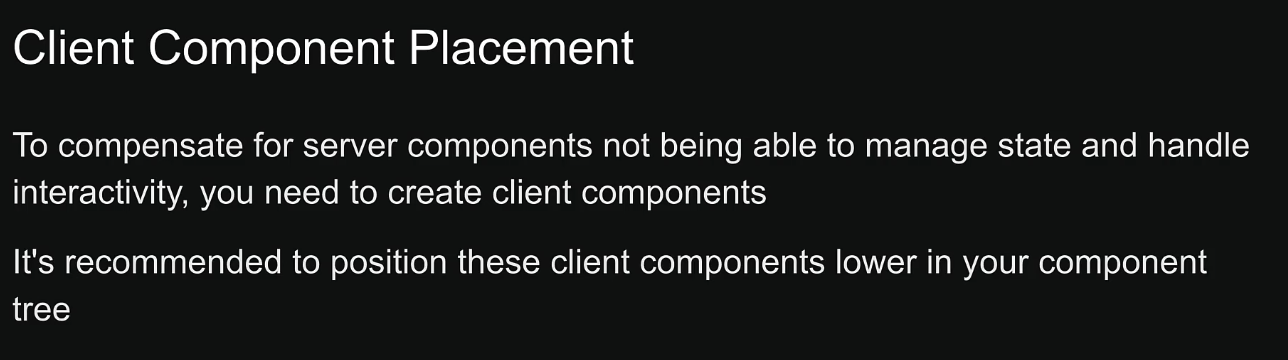 Client Component Placement
To compensate for server components not being able to manage state and handle
interactivity, you need to create client components
It's recommended to position these client components lower in your component
tree